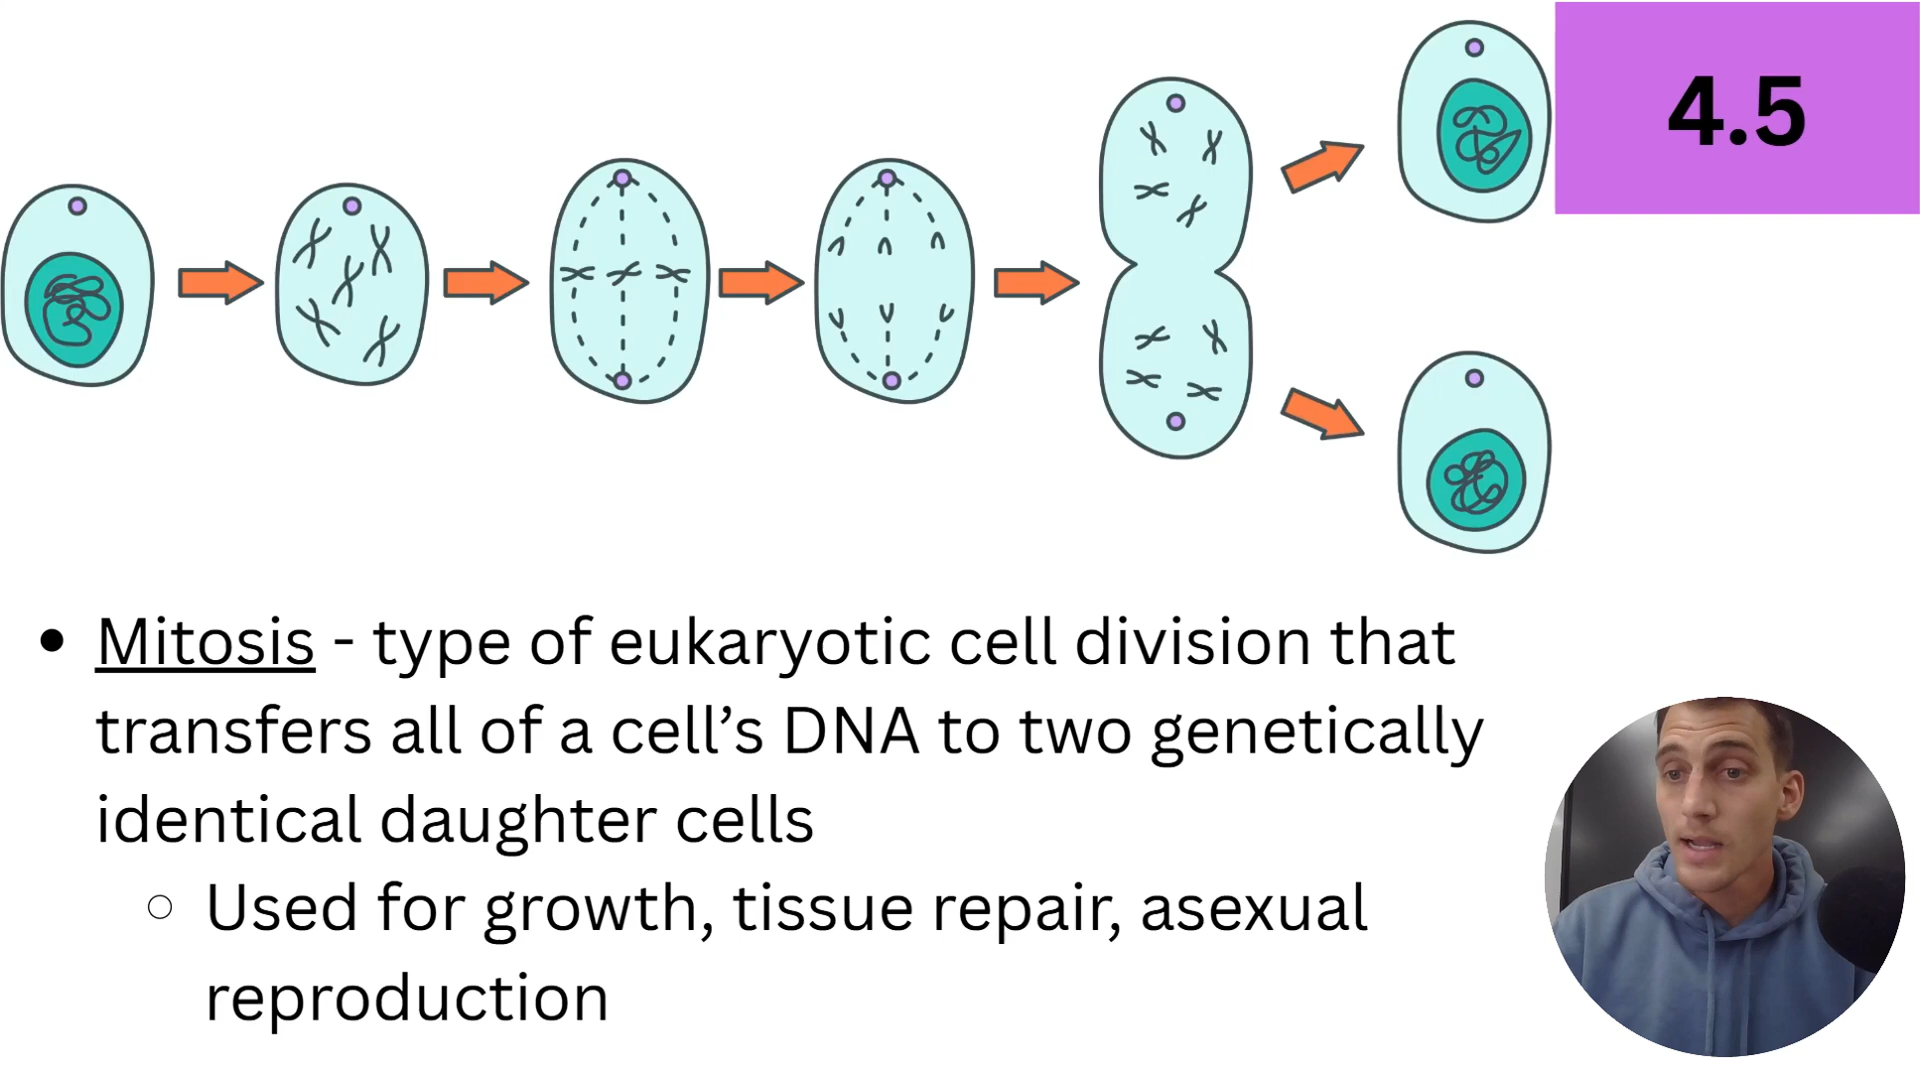 4.5
• Mitosis - type of eukaryotic cell division that
transfers all of a cell’s DNA to two genetically
identical daughter cells
○ Used for growth, tissue repair, asexual
reproduction